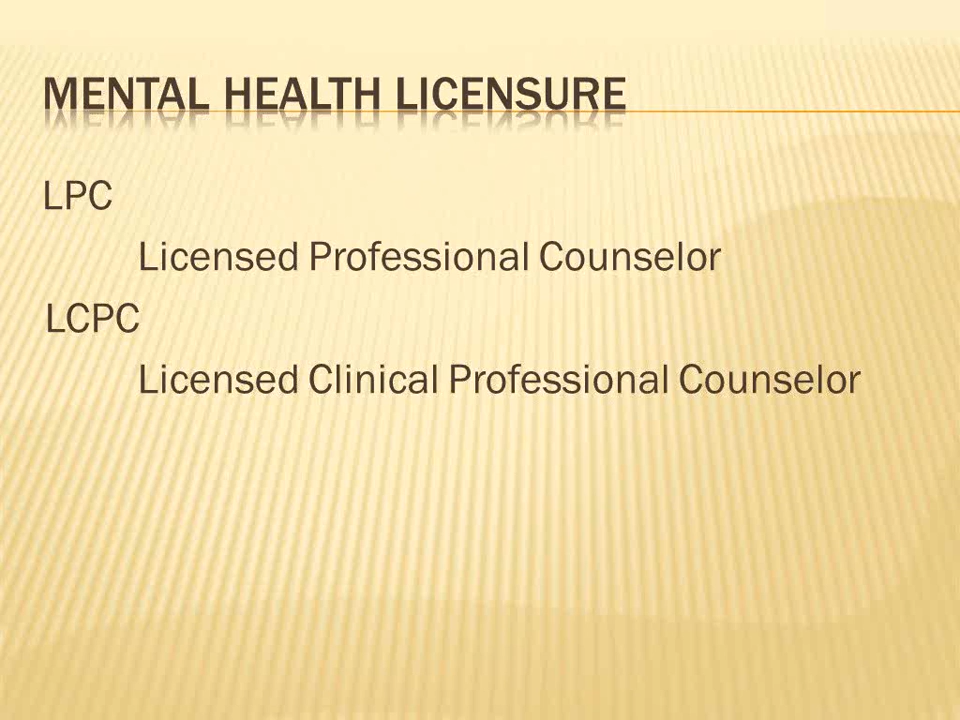 MENTAL HEALTH LICENSURE
LPC
Licensed Professional Counselor
LCPC
Licensed Clinical Professional Counselor